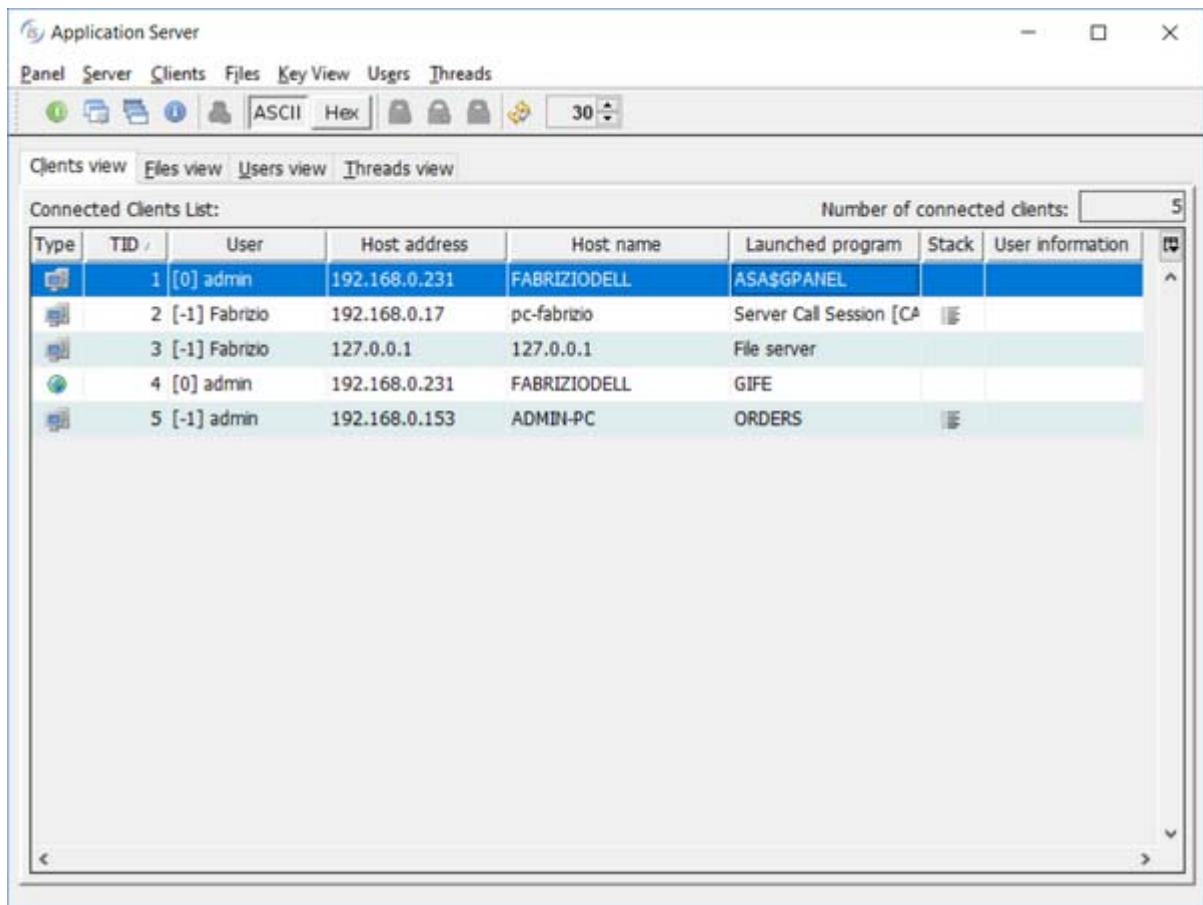 Application Server
Panel Server Clients Files Key View Users Threads
ASCII Hex 30
Clients view Files view Users view Threads view
Connected Clients List: Number of connected clients: 5
Type TID User Host address Host name Launched program Stack User information
1 [0] admin 192.168.0.231 FABRIZIODELL ASA$GPANEL
2 [-1] Fabrizio 192.168.0.17 pc-fabrizio Server Call Session [CA
3 [-1] Fabrizio 127.0.0.1 127.0.0.1 File server
4 [0] admin 192.168.0.231 FABRIZIODELL GIFE
5 [-1] admin 192.168.0.153 ADMIN-PC ORDERS